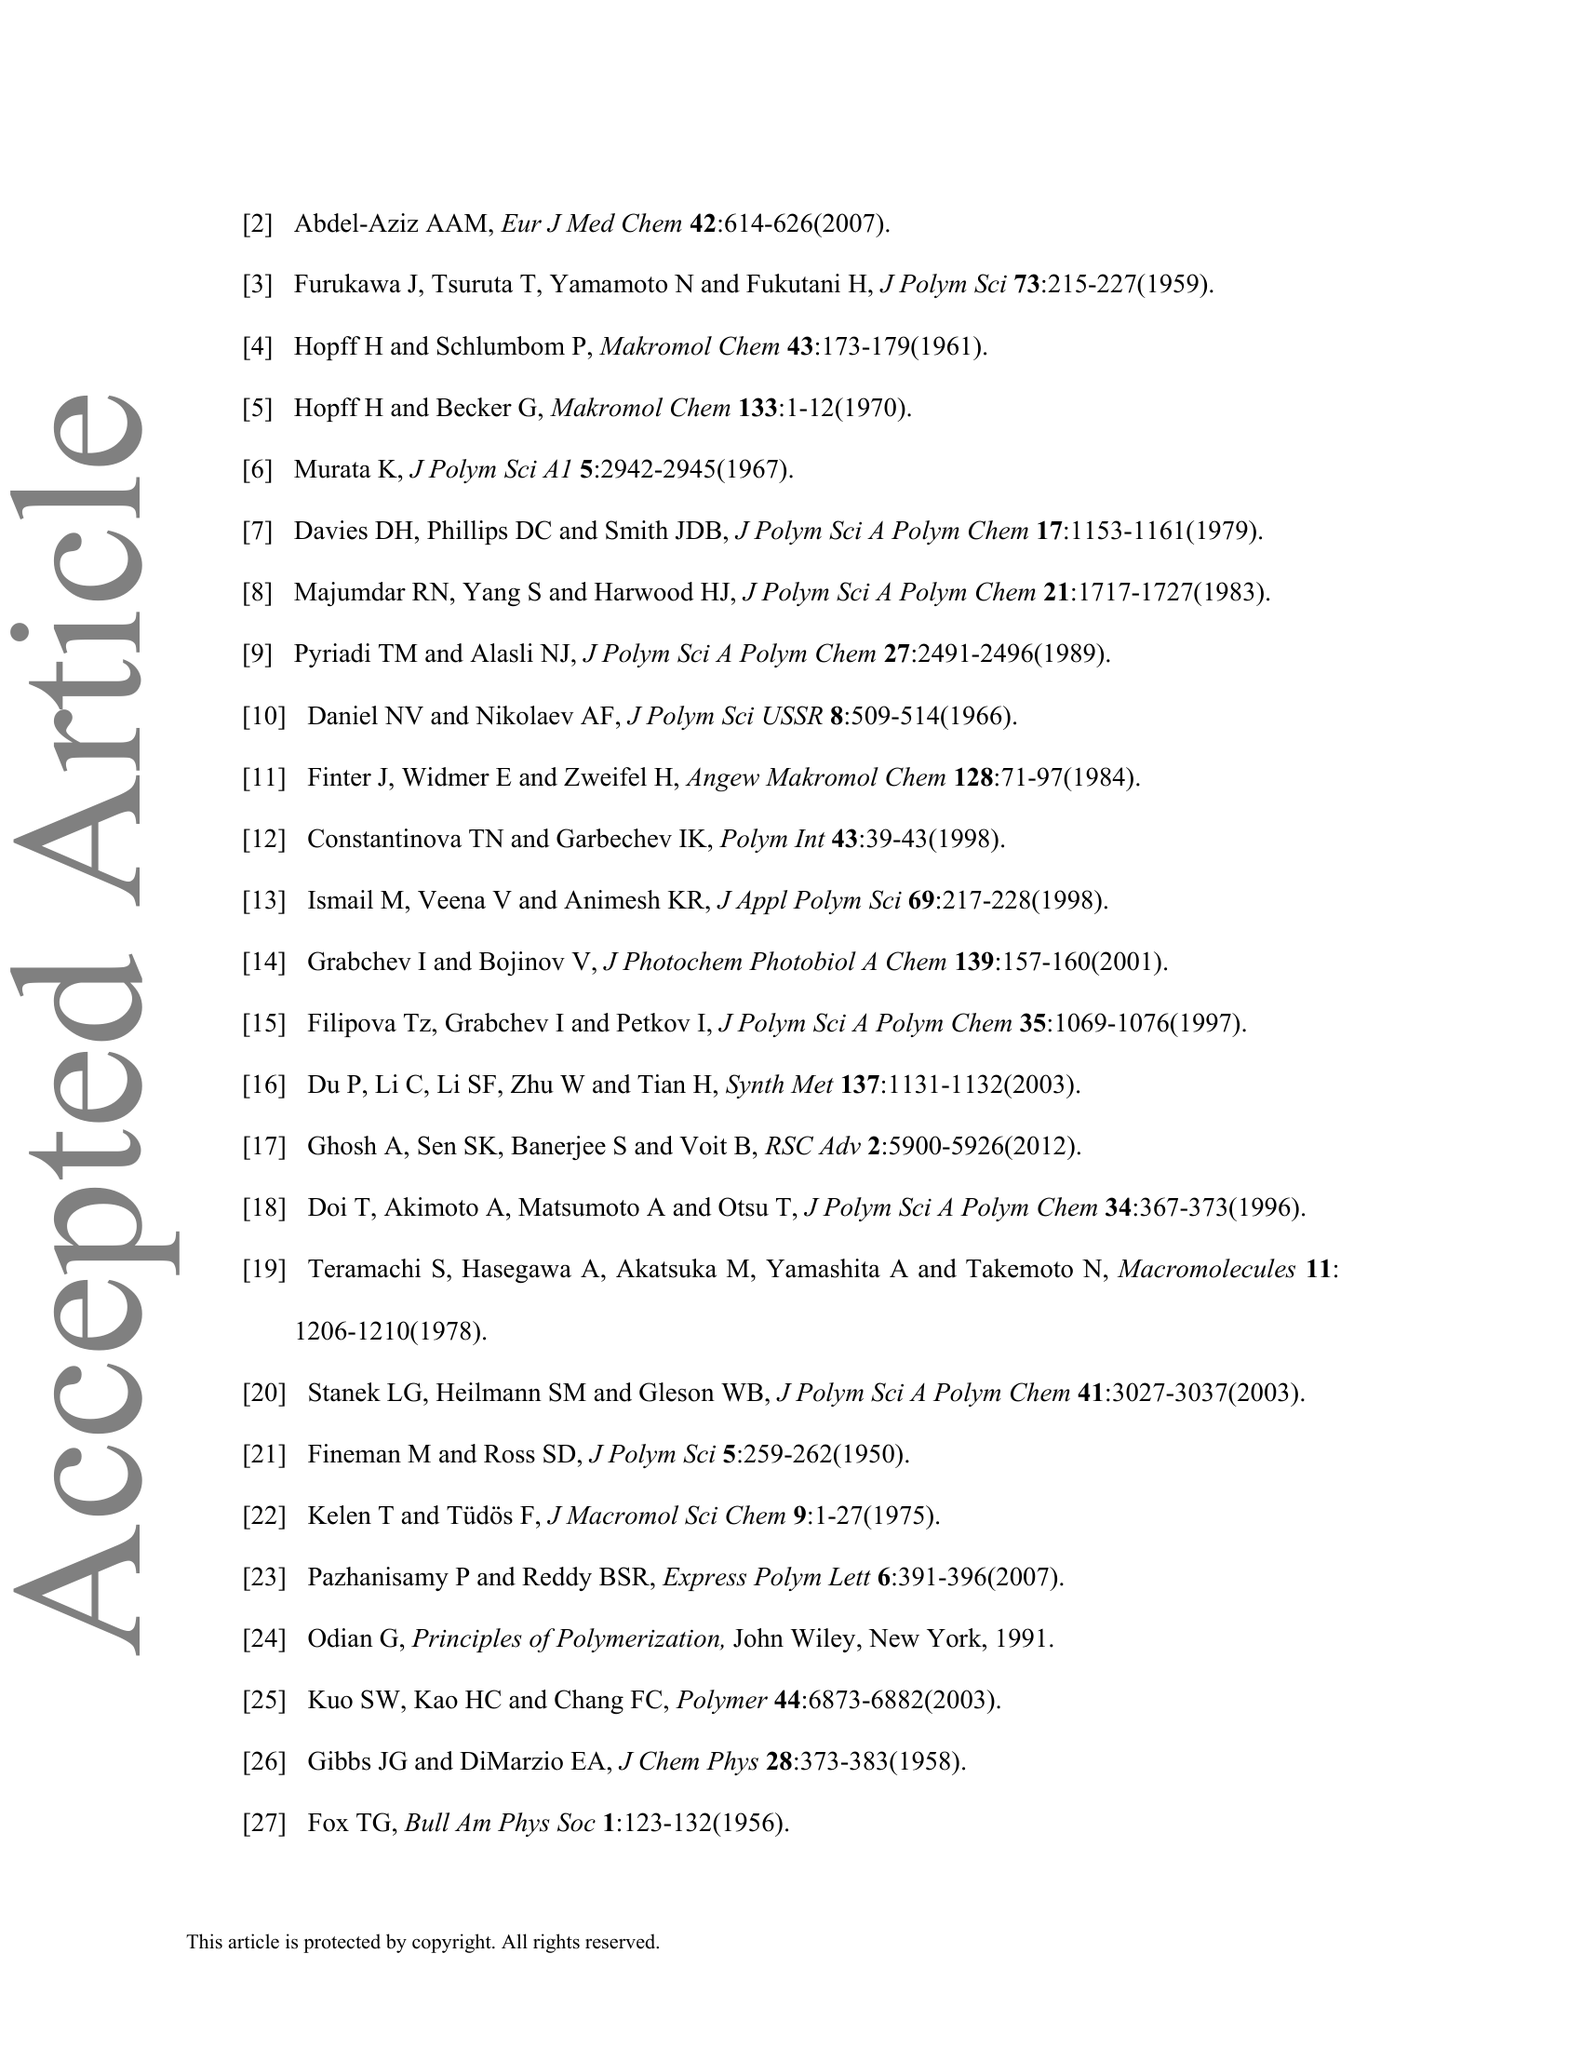 [2] Abdel-Aziz AAM, Eur J Med Chem 42:614-626(2007).
[3] Furukawa J, Tsuruta T, Yamamoto N and Fukutani H, J Polym Sci 73:215-227(1959).
[4] Hopff H and Schlumbom P, Makromol Chem 43:173-179(1961).
[5] Hopff H and Becker G, Makromol Chem 133:1-12(1970).
[6] Murata K, J Polym Sci A1 5:2942-2945(1967).
[7] Davies DH, Phillips DC and Smith JDB, J Polym Sci A Polym Chem 17:1153-1161(1979).
[8] Majumdar RN, Yang S and Harwood HJ, J Polym Sci A Polym Chem 21:1717-1727(1983).
[9] Pyriadi TM and Alasli NJ, J Polym Sci A Polym Chem 27:2491-2496(1989).
[10] Daniel NV and Nikolaev AF, J Polym Sci USSR 8:509-514(1966).
[11] Finter J, Widmer E and Zweifel H, Angew Makromol Chem 128:71-97(1984).
[12] Constantinova TN and Garbechev IK, Polym Int 43:39-43(1998).
[13] Ismail M, Veena V and Animesh KR, J Appl Polym Sci 69:217-228(1998).
[14] Grabchev I and Bojinov V, J Photochem Photobiol A Chem 139:157-160(2001).
[15] Filipova Tz, Grabchev I and Petkov I, J Polym Sci A Polym Chem 35:1069-1076(1997).
[16] Du P, Li C, Li SF, Zhu W and Tian H, Synth Met 137:1131-1132(2003).
[17] Ghosh A, Sen SK, Banerjee S and Voit B, RSC Adv 2:5900-5926(2012).
[18] Doi T, Akimoto A, Matsumoto A and Otsu T, J Polym Sci A Polym Chem 34:367-373(1996).
[19] Teramachi S, Hasegawa A, Akatsuka M, Yamashita A and Takemoto N, Macromolecules 11:
1206-1210(1978).
[20] Stanek LG, Heilmann SM and Gleson WB, J Polym Sci A Polym Chem 41:3027-3037(2003).
[21] Fineman M and Ross SD, J Polym Sci 5:259-262(1950).
[22] Kelen T and Tüdös F, J Macromol Sci Chem 9:1-27(1975).
[23] Pazhanisamy P and Reddy BSR, Express Polym Lett 6:391-396(2007).
[24] Odian G, Principles of Polymerization, John Wiley, New York, 1991.
[25] Kuo SW, Kao HC and Chang FC, Polymer 44:6873-6882(2003).
[26] Gibbs JG and DiMarzio EA, J Chem Phys 28:373-383(1958).
[27] Fox TG, Bull Am Phys Soc 1:123-132(1956).
This article is protected by copyright. All rights reserved.
Accepted Article